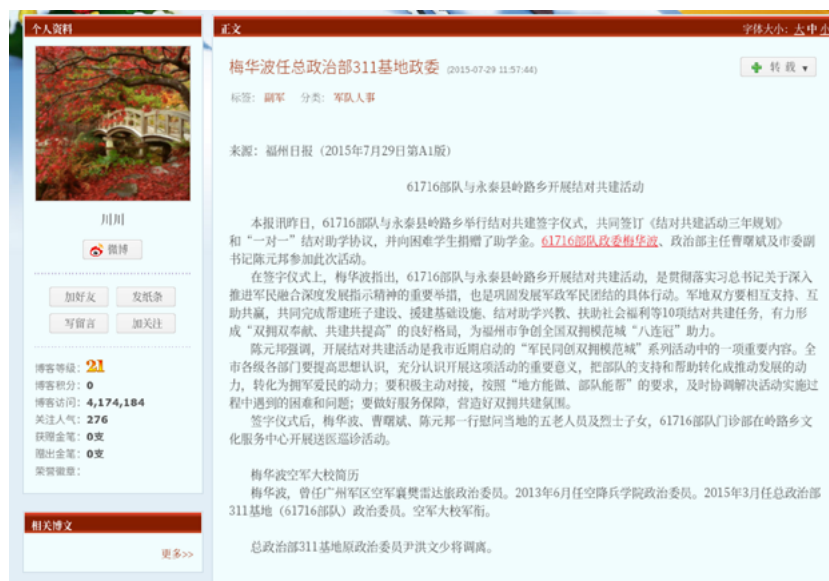 个人资料
川川
微博
加好友 发纸条
写留言 加关注
博客等级：21
博客积分：0
博客访问：4,174,184
关注人气：276
获赠金笔：0支
赠出金笔：0支
荣誉徽章：
相关博文
更多>>
正文 字体大小：大 中 小
梅华波任总政治部311基地政委 (2015-07-29 11:57:44) 转载▼
标签：副军 分类：军队人事
来源：福州日报（2015年7月29日第A1版）
61716部队与永泰县岭路乡开展结对共建活动
本报讯昨日，61716部队与永泰县岭路乡举行结对共建签字仪式，共同签订《结对共建活动三年规划》
和“一对一”结对助学协议，并向困难学生捐赠了助学金。61716部队政委梅华波、政治部主任曹曙斌及市委副
书记陈元邦参加此次活动。
在签字仪式上，梅华波指出，61716部队与永泰县岭路乡开展结对共建活动，是贯彻落实习总书记关于深入
推进军民融合深度发展指示精神的重要举措，也是巩固发展军政军民团结的具体行动。军地双方要相互支持、互
助共赢，共同完成帮建班子建设、援建基础设施、结对助学兴教、扶助社会福利等10项结对共建任务，有力形
成“双拥双奉献、共建共提高”的良好格局，为福州市争创全国双拥模范城“八连冠”助力。
陈元邦强调，开展结对共建活动是我市近期启动的“军民同创双拥模范城”系列活动中的一项重要内容。全
市各级各部门要提高思想认识，充分认识开展这项活动的重要意义，把部队的支持和帮助转化成推动发展的动
力，转化为拥军爱民的动力；要积极主动对接，按照“地方能做、部队能帮”的要求，及时协调解决活动实施过
程中遇到的困难和问题；要做好服务保障，营造好双拥共建氛围。
签字仪式后，梅华波、曹曙斌、陈元邦一行慰问当地的五老人员及烈士子女，61716部队门诊部在岭路乡文
化服务中心开展送医巡诊活动。
梅华波空军大校简历
梅华波，曾任广州军区空军襄樊雷达旅政治委员。2013年6月任空降兵学院政治委员。2015年3月任总政治部
311基地（61716部队）政治委员。空军大校军衔。
总政治部311基地原政治委员尹洪文少将调离。